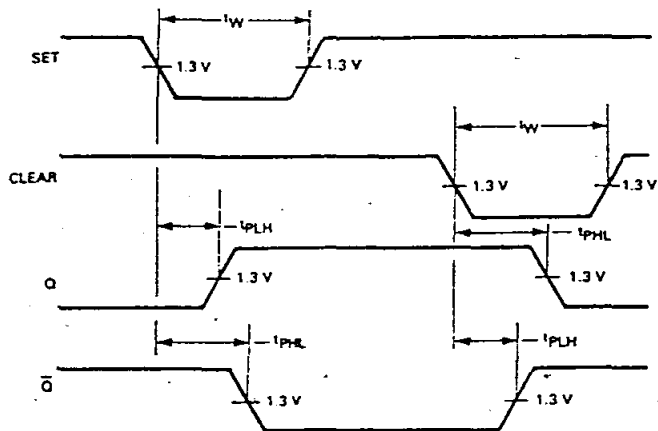 tW
SET
1.3 V
1.3 V
tW
CLEAR
1.3 V
1.3 V
tPLH
tPHL
Q
1.3 V
1.3 V
tPHL
tPLH
Q̅
1.3 V
1.3 V